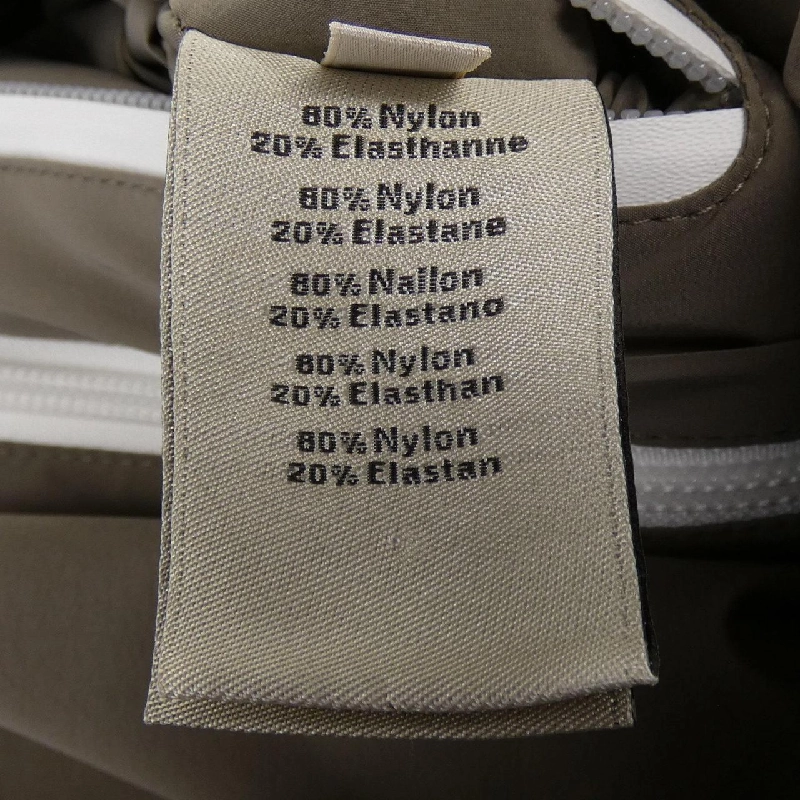 80% Nylon
20% Elasthanne
80% Nylon
20% Elastane
80% Nailon
20% Elastano
80% Nylon
20% Elasthan
80% Nylon
20% Elastan